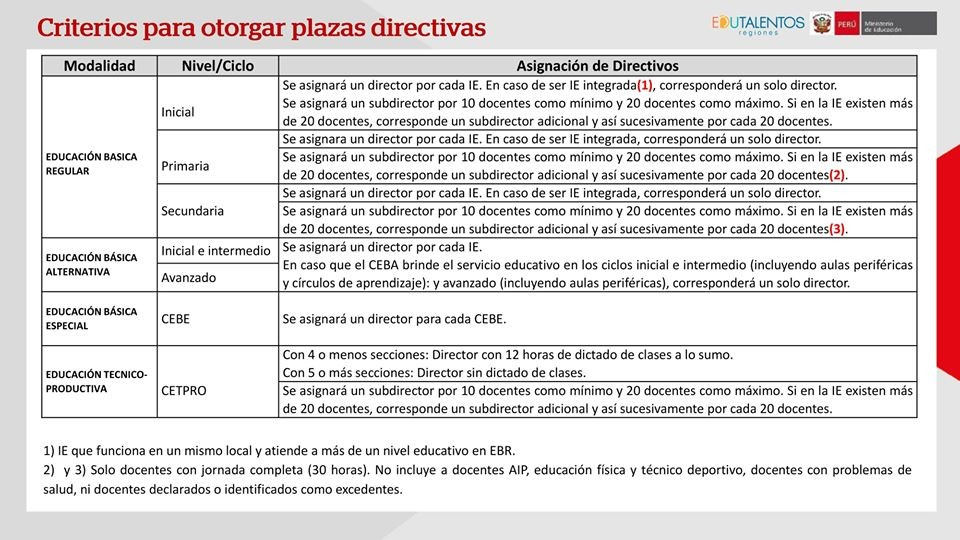 Criterios para otorgar plazas directivas
EDUTALENTOS
regiones
PERÚ
Ministerio
de Educación
Modalidad Nivel/Ciclo Asignación de Directivos
EDUCACIÓN BASICA
REGULAR
Inicial
Se asignará un director por cada IE. En caso de ser IE integrada(1), corresponderá un solo director.
Se asignará un subdirector por 10 docentes como mínimo y 20 docentes como máximo. Si en la IE existen más
de 20 docentes, corresponde un subdirector adicional y así sucesivamente por cada 20 docentes.
Primaria
Se asignara un director por cada IE. En caso de ser IE integrada, corresponderá un solo director.
Se asignará un subdirector por 10 docentes como mínimo y 20 docentes como máximo. Si en la IE existen más
de 20 docentes, corresponde un subdirector adicional y así sucesivamente por cada 20 docentes(2).
Secundaria
Se asignará un director por cada IE. En caso de ser IE integrada, corresponderá un solo director.
Se asignará un subdirector por 10 docentes como mínimo y 20 docentes como máximo. Si en la IE existen más
de 20 docentes, corresponde un subdirector adicional y así sucesivamente por cada 20 docentes(3).
EDUCACIÓN BÁSICA
ALTERNATIVA
Inicial e intermedio
Avanzado
Se asignará un director por cada IE.
En caso que el CEBA brinde el servicio educativo en los ciclos inicial e intermedio (incluyendo aulas periféricas
y círculos de aprendizaje): y avanzado (incluyendo aulas periféricas), corresponderá un solo director.
EDUCACIÓN BÁSICA
ESPECIAL
CEBE
Se asignará un director para cada CEBE.
EDUCACIÓN TECNICO-
PRODUCTIVA
CETPRO
Con 4 o menos secciones: Director con 12 horas de dictado de clases a lo sumo.
Con 5 o más secciones: Director sin dictado de clases.
Se asignará un subdirector por 10 docentes como mínimo y 20 docentes como máximo. Si en la IE existen más
de 20 docentes, corresponde un subdirector adicional y así sucesivamente por cada 20 docentes.
1) IE que funciona en un mismo local y atiende a más de un nivel educativo en EBR.
2) y 3) Solo docentes con jornada completa (30 horas). No incluye a docentes AIP, educación física y técnico deportivo, docentes con problemas de
salud, ni docentes declarados o identificados como excedentes.